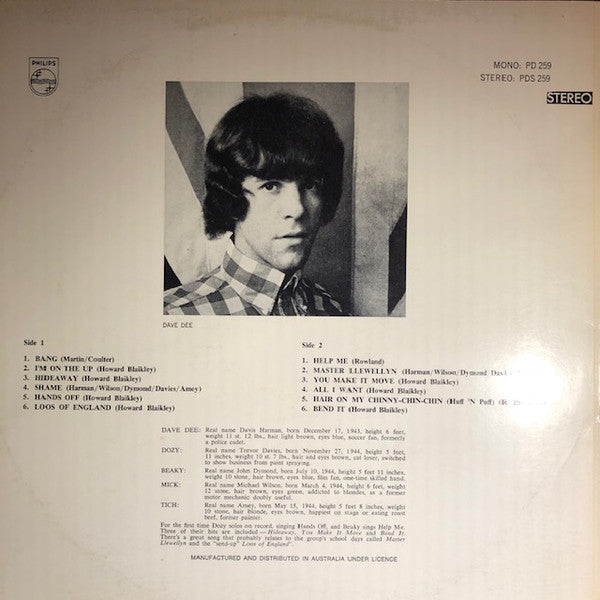 PHILIPS
MONO: PD 259
STEREO: PDS 259
STEREO
DAVE DEE
Side 1
1. BANG (Martin/Coulter)
2. I'M ON THE UP (Howard Blaikley)
3. HIDEAWAY (Howard Blaikley)
4. SHAME (Harman/Wilson/Dymond/Davies/Amey)
5. HANDS OFF (Howard Blaikley)
6. LOOS OF ENGLAND (Howard Blaikley)
Side 2
1. HELP ME (Rowland)
2. MASTER LLEWELLYN (Harman/Wilson/Dymond
3. YOU MAKE IT MOVE (Howard Blaikley)
4. ALL I WANT (Howard Blaikley)
5. HAIR ON MY CHINNY-CHIN-CHIN (Huff 'N Puff)
6. BEND IT (Howard Blaikley)
DAVE DEE: Real name Davis Harman, born December 17, 1943, height 6 feet,
weight 11 st. 12 lbs., hair light brown, eyes blue, soccer fan, formerly
a police cadet.
DOZY: Real name Trevor Davies, born November 27, 1944, height 5 feet,
11 inches, weight 10 st. 7 lbs., hair and eyes brown, cat lover, switched
to show business from paint spraying.
BEAKY: Real name John Dymond, born July 10, 1944, height 5 feet 11 inches,
weight 10 stone, hair brown, eyes blue, film fan, one-time skilled hand.
MICK: Real name Michael Wilson, born March 4, 1944, height 6 feet, weight
12 stone, hair brown, eyes green, addicted to blondes, as a former
motor mechanic doubly useful.
TICH: Real name Amey, born May 15, 1944, height 5 feet 8 inches, weight
10 stone, hair blonde, eyes brown, happiest on stage or eating roast
beef, former painter.
For the first time Dozy solos on record, singing Hands Off, and Beaky sings Help Me.
Three of their hits are included — Hideaway, You Make It Move and Bend It.
There's a great song that probably relates to the group's school days called Master
Llewellyn and the "send-up" Loos of England".
MANUFACTURED AND DISTRIBUTED IN AUSTRALIA UNDER LICENCE